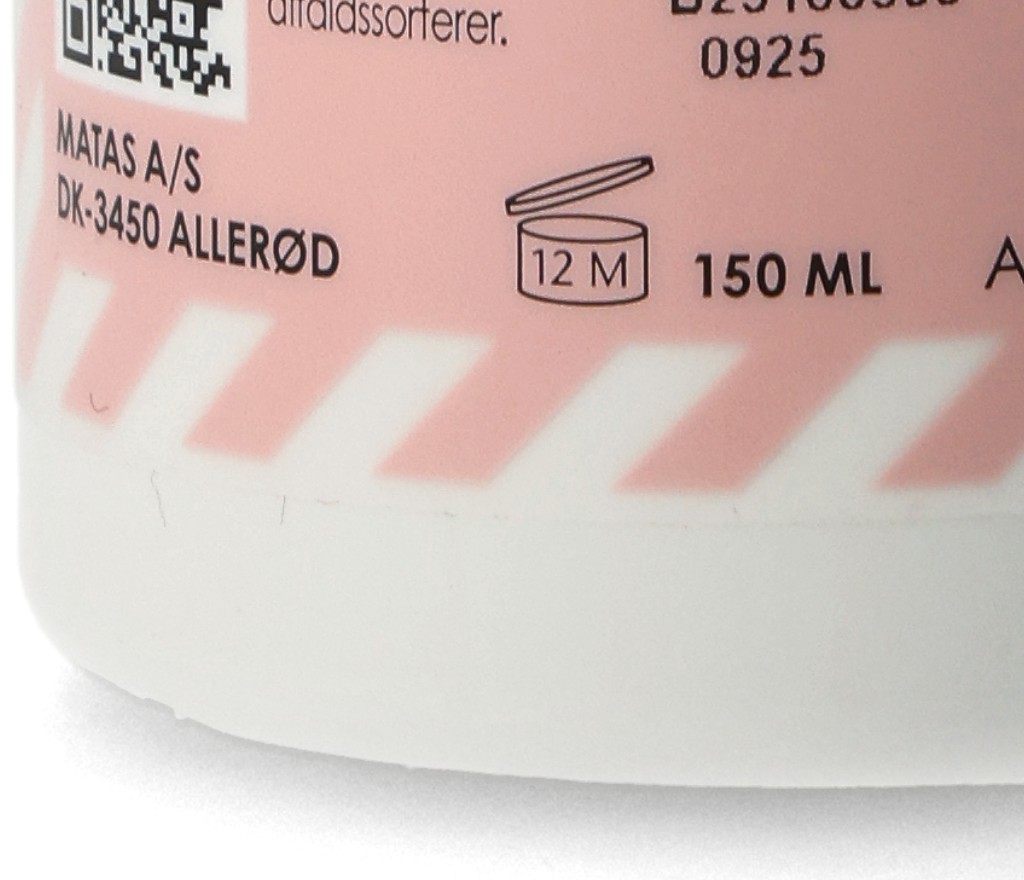 affaldssorterer.
0925
MATAS A/S
DK-3450 ALLERØD
12 M
150 ML